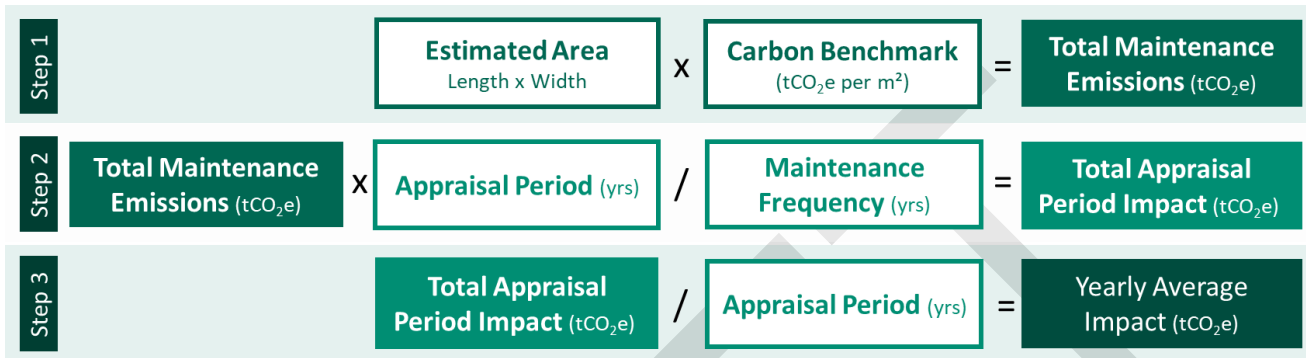 Step 1
Estimated Area
Length x Width
x
Carbon Benchmark
(tCO₂e per m²)
=
Total Maintenance
Emissions (tCO₂e)
Step 2
Total Maintenance
Emissions (tCO₂e)
x
Appraisal Period (yrs)
/
Maintenance
Frequency (yrs)
=
Total Appraisal
Period Impact (tCO₂e)
Step 3
Total Appraisal
Period Impact (tCO₂e)
/
Appraisal Period (yrs)
=
Yearly Average
Impact (tCO₂e)